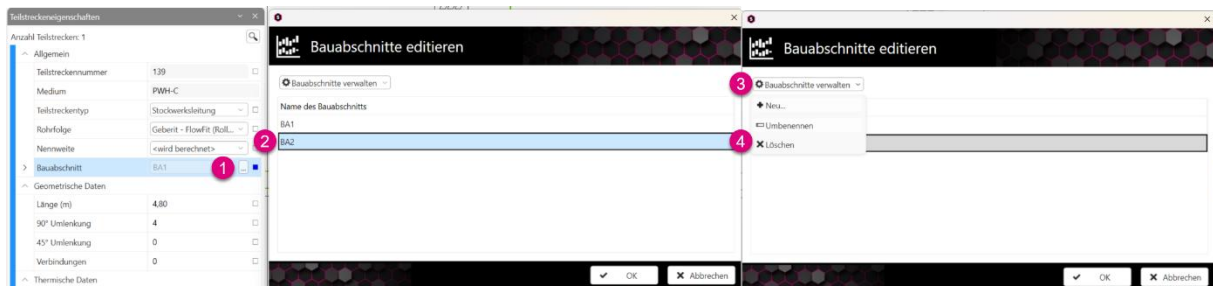 Teilstreckeneigenschaften
Anzahl Teilstrecken: 1
Allgemein
Teilstreckennummer 139
Medium PWH-C
Teilstreckentyp Stockwerksleitung
Rohrfolge Geberit - FlowFit (Roll...
Nennweite <wird berechnet>
Bauabschnitt BA1 1 ...
Geometrische Daten
Länge (m) 4,80
90° Umlenkung 4
45° Umlenkung 0
Verbindungen 0
Thermische Daten
Bauabschnitte editieren
Bauabschnitte verwalten
Name des Bauabschnitts
BA1
2 BA2
OK Abbrechen
Bauabschnitte editieren
3 Bauabschnitte verwalten
Neu...
Umbenennen
4 Löschen
OK Abbrechen